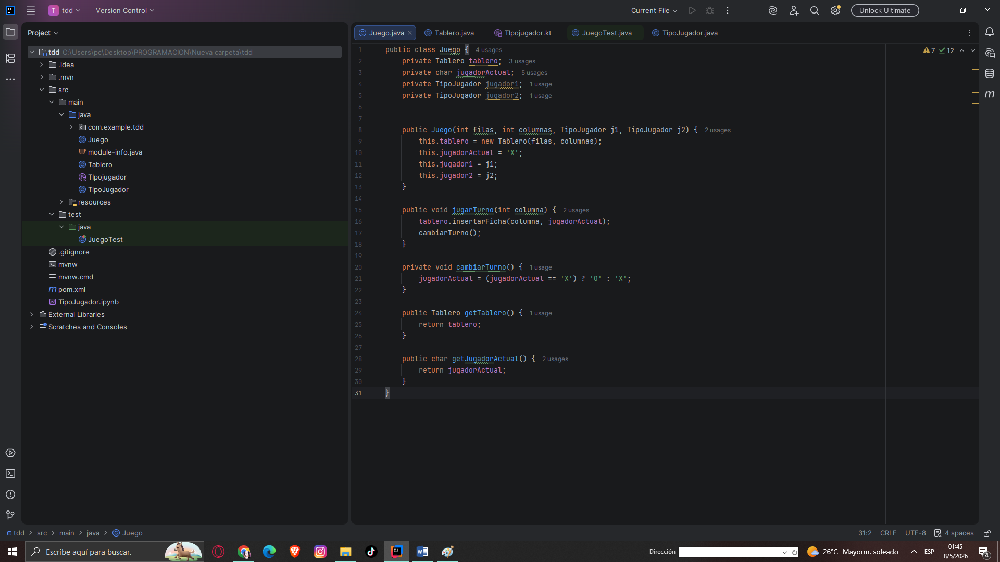 T tdd Version Control Current File Unlock Ultimate
Project
Juego.java Tablero.java TIpojugador.kt JuegoTest.java TipoJugador.java
tdd C:\Users\pc\Desktop\PROGRAMACION\Nueva carpeta\tdd
.idea
.mvn
src
main
java
com.example.tdd
Juego
module-info.java
Tablero
TIpojugador
TipoJugador
resources
test
java
JuegoTest
.gitignore
mvnw
mvnw.cmd
pom.xml
TipoJugador.ipynb
External Libraries
Scratches and Consoles
7 12
1 public class Juego { 4 usages
2 private Tablero tablero; 3 usages
3 private char jugadorActual; 5 usages
4 private TipoJugador jugador1; 1 usage
5 private TipoJugador jugador2; 1 usage
6
7
8 public Juego(int filas, int columnas, TipoJugador j1, TipoJugador j2) { 2 usages
9 this.tablero = new Tablero(filas, columnas);
10 this.jugadorActual = 'X';
11 this.jugador1 = j1;
12 this.jugador2 = j2;
13 }
14
15 public void jugarTurno(int columna) { 2 usages
16 tablero.insertarFicha(columna, jugadorActual);
17 cambiarTurno();
18 }
19
20 private void cambiarTurno() { 1 usage
21 jugadorActual = (jugadorActual == 'X') ? 'O' : 'X';
22 }
23
24 public Tablero getTablero() { 1 usage
25 return tablero;
26 }
27
28 public char getJugadorActual() { 2 usages
29 return jugadorActual;
30 }
31 }
tdd > src > main > java > Juego
31:2 CRLF UTF-8 4 spaces
Escribe aquí para buscar.
Dirección
26°C Mayorm. soleado
ESP
01:45
8/5/2026
4